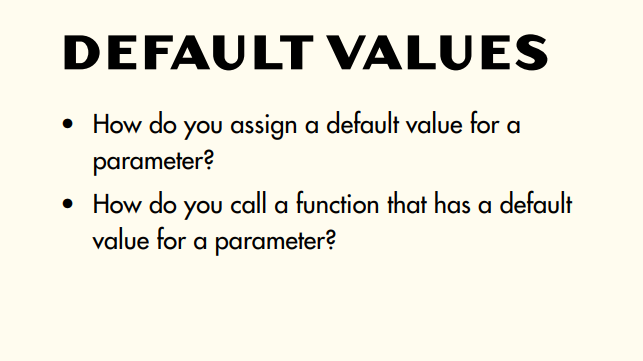 DEFAULT VALUES
• How do you assign a default value for a
parameter?
• How do you call a function that has a default
value for a parameter?